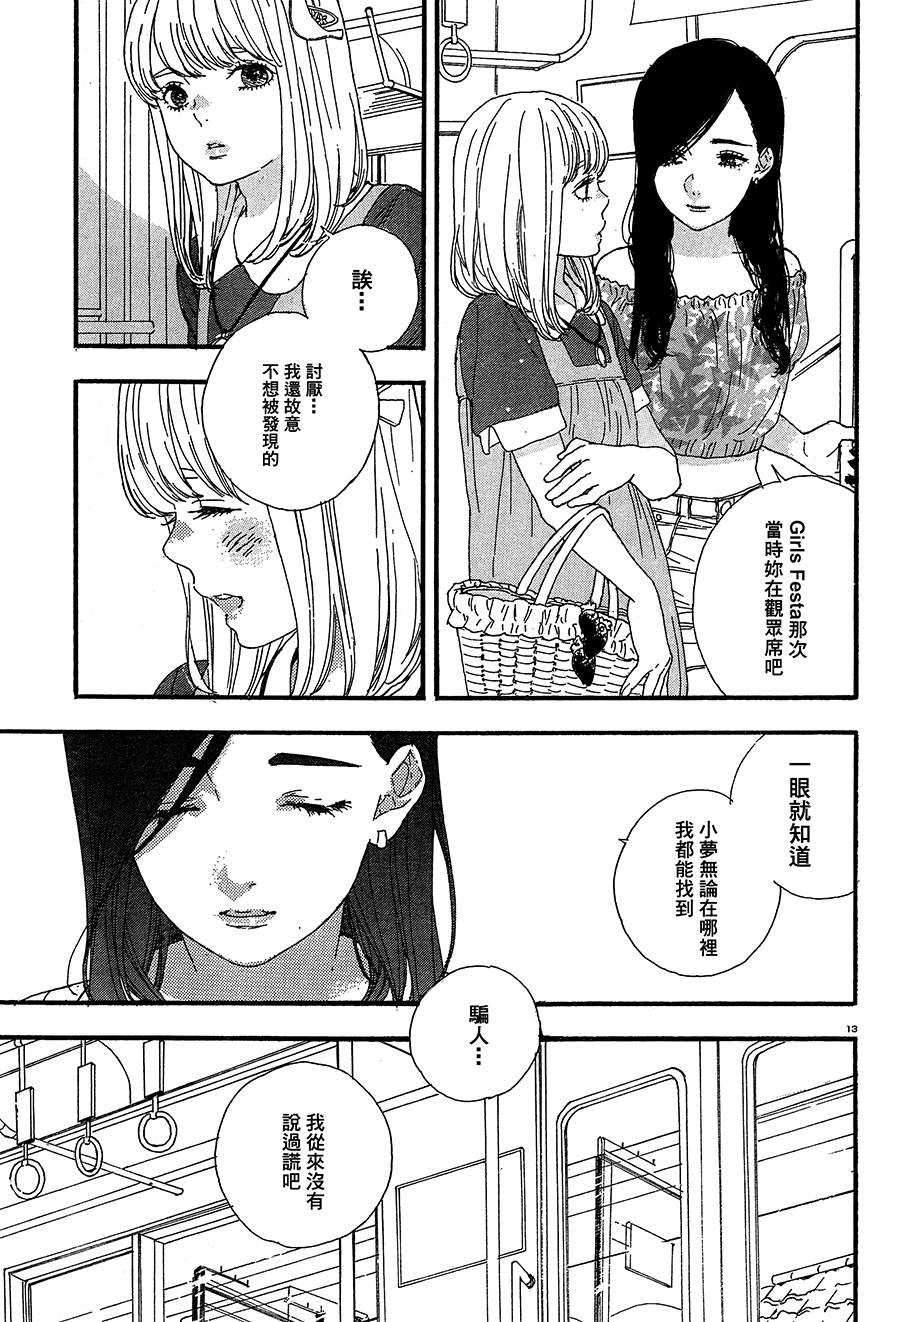 Girls Festa那次
當時妳在觀眾席吧
誒…
討厭…
我還故意
不想被發現的
一眼就知道
小夢無論在哪裡
我都能找到
13
騙人…
我從來沒有
說過謊吧